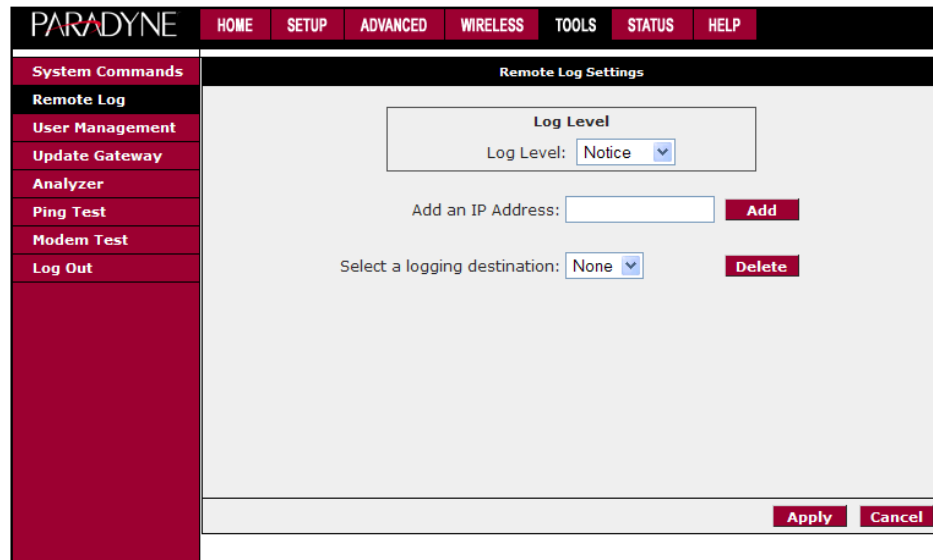 PARADYNE
HOME SETUP ADVANCED WIRELESS TOOLS STATUS HELP
System Commands
Remote Log
User Management
Update Gateway
Analyzer
Ping Test
Modem Test
Log Out
Remote Log Settings
Log Level
Log Level: Notice
Add an IP Address: Add
Select a logging destination: None Delete
Apply Cancel